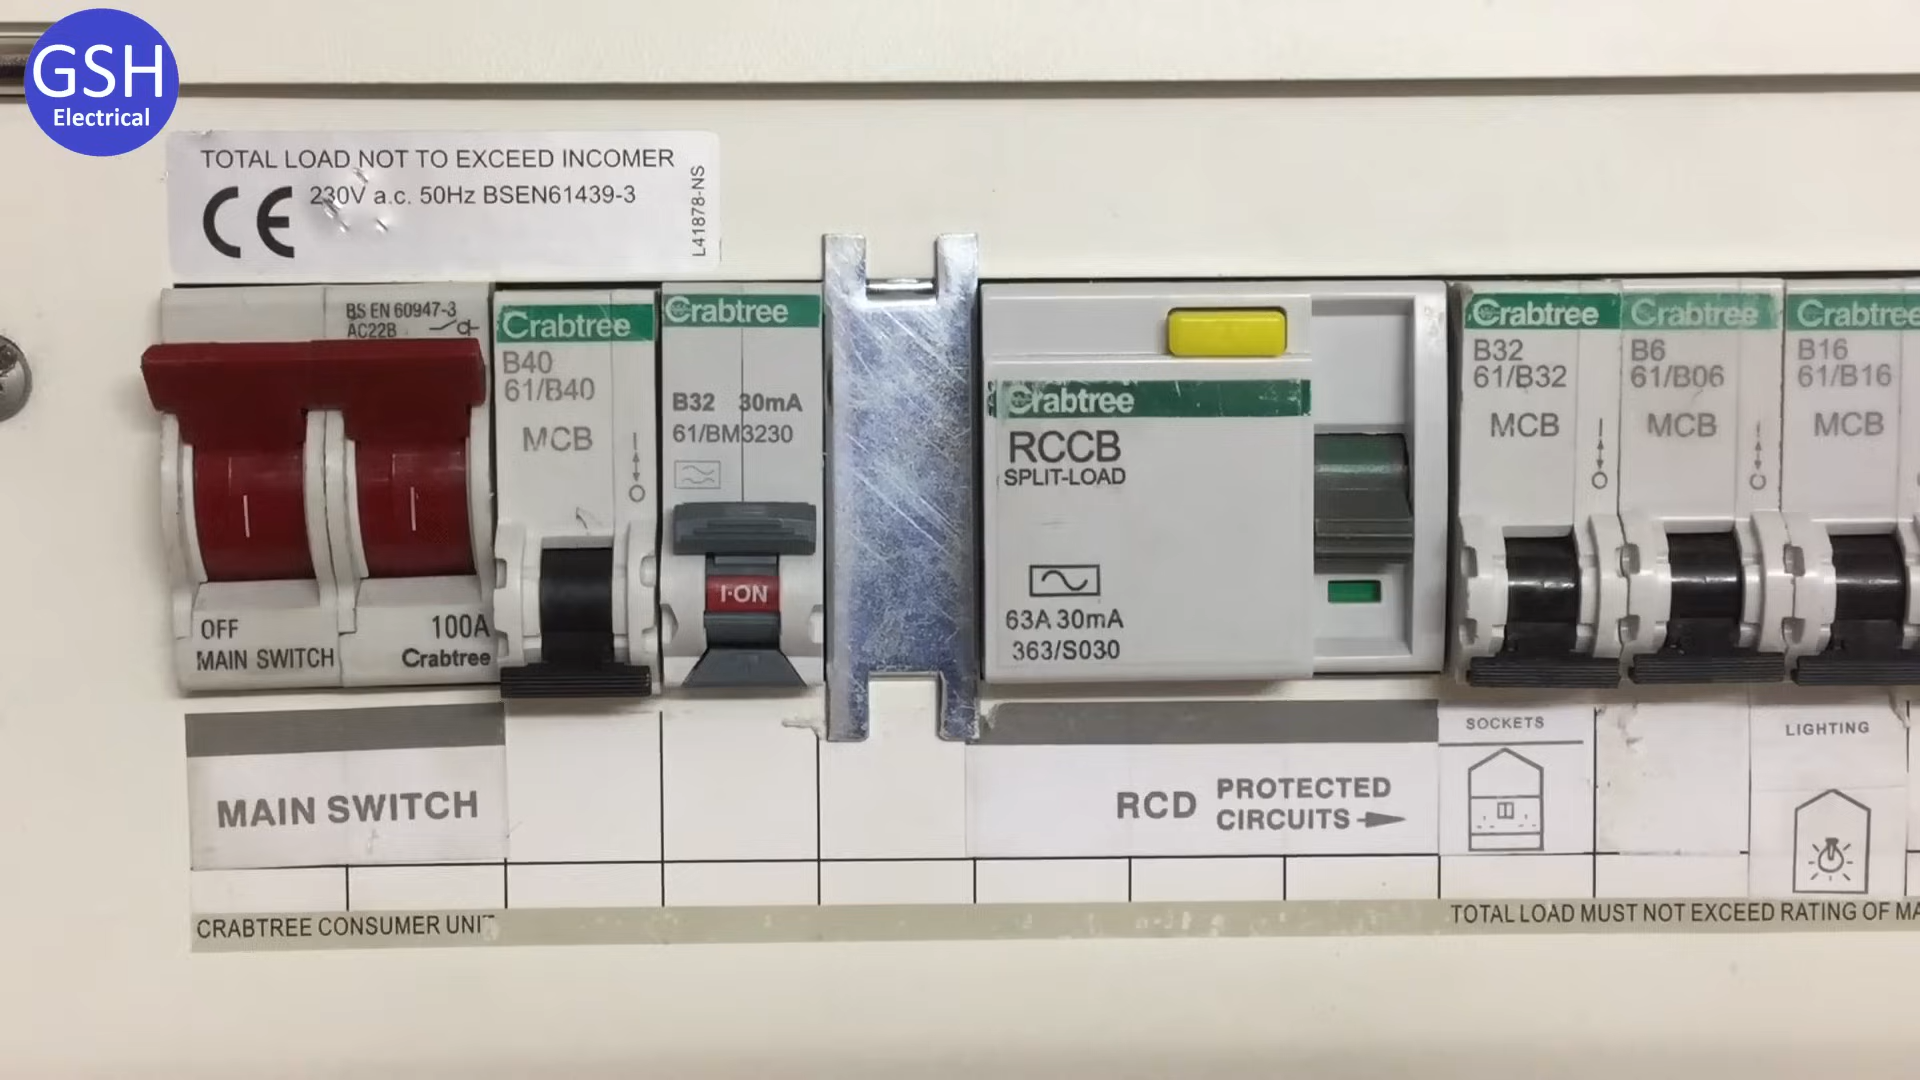 GSH
Electrical
TOTAL LOAD NOT TO EXCEED INCOMER
CE 230V a.c. 50Hz BSEN61439-3
L41878-NS
BS EN 60947-3
AC22B
OFF
MAIN SWITCH
100A
Crabtree
Crabtree
B40
61/B40
MCB
Crabtree
B32 30mA
61/BM3230
I·ON
Crabtree
RCCB
SPLIT-LOAD
63A 30mA
363/S030
Crabtree
B32
61/B32
MCB
Crabtree
B6
61/B06
MCB
Crabtree
B16
61/B16
MCB
MAIN SWITCH
RCD PROTECTED
CIRCUITS
SOCKETS
LIGHTING
CRABTREE CONSUMER UNIT
TOTAL LOAD MUST NOT EXCEED RATING OF